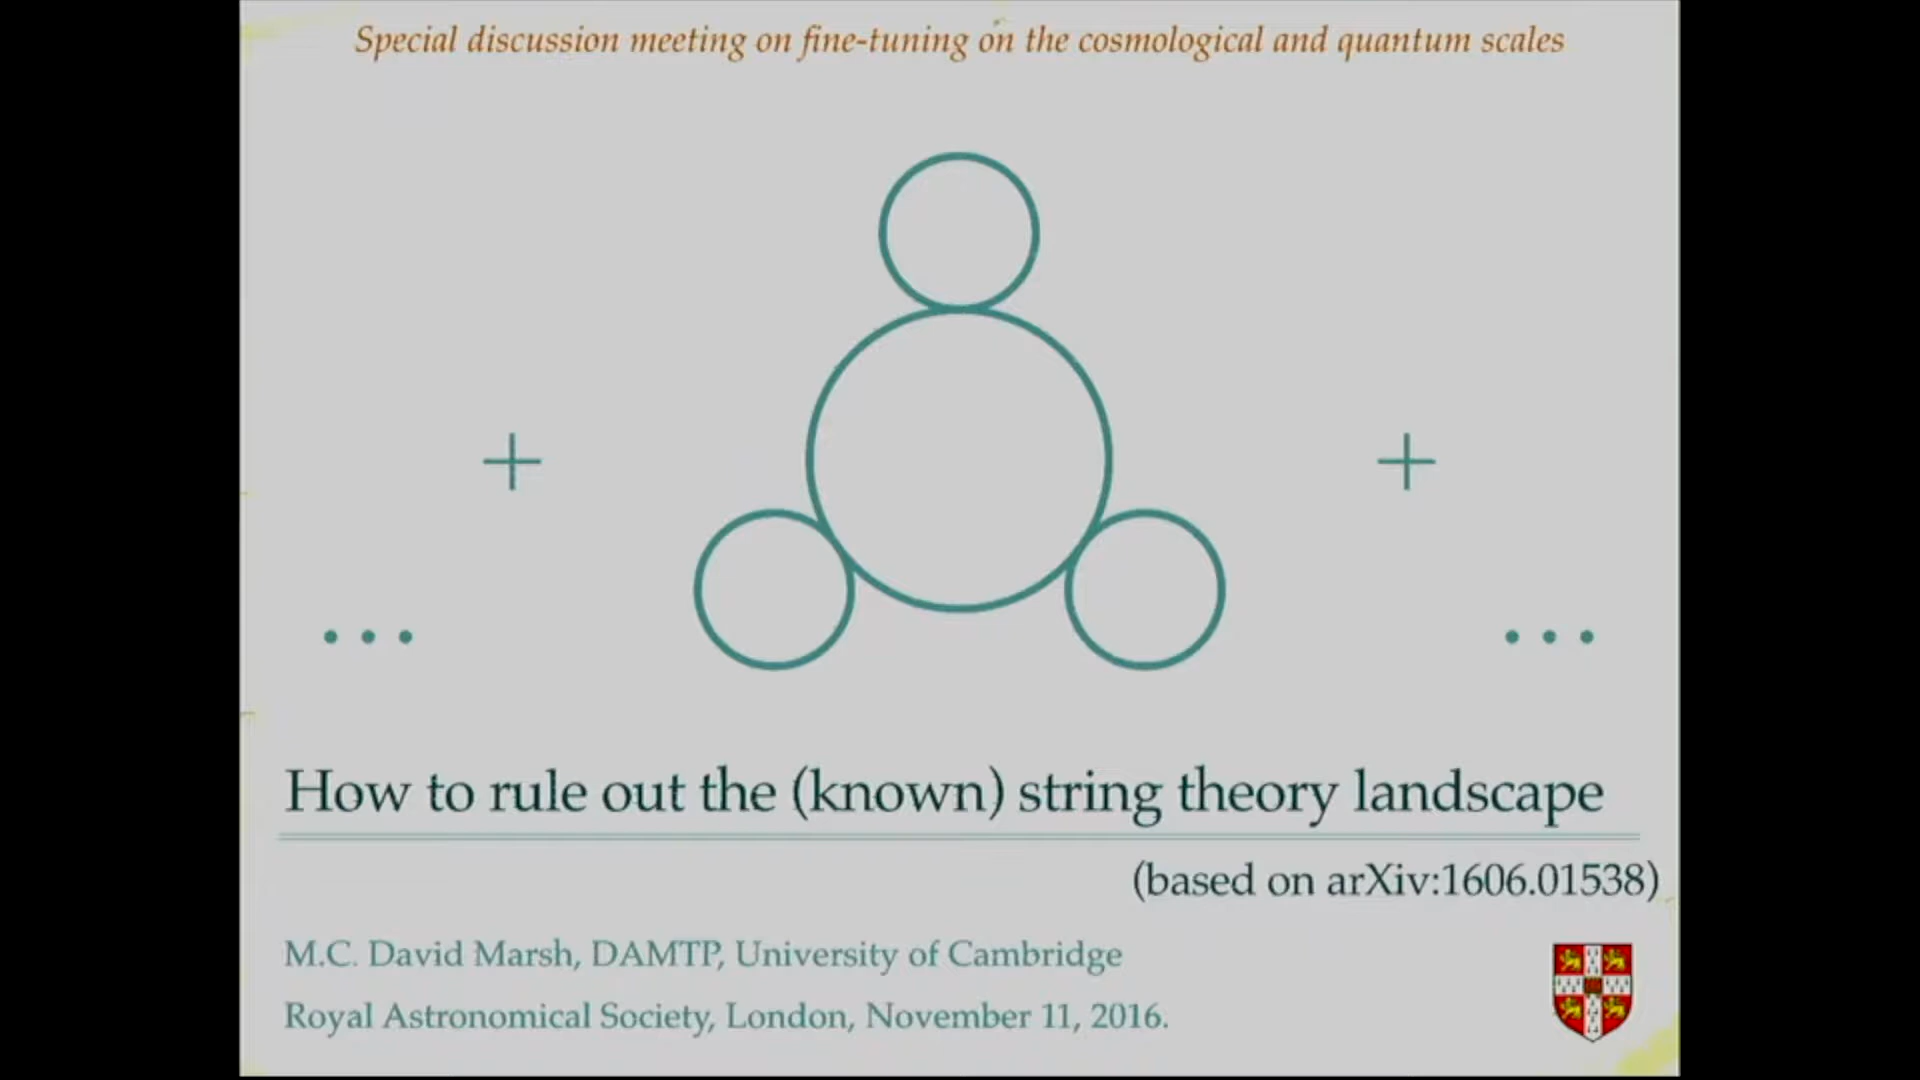 Special discussion meeting on fine-tuning on the cosmological and quantum scales
+ +
... ...
How to rule out the (known) string theory landscape
(based on arXiv:1606.01538)
M.C. David Marsh, DAMTP, University of Cambridge
Royal Astronomical Society, London, November 11, 2016.